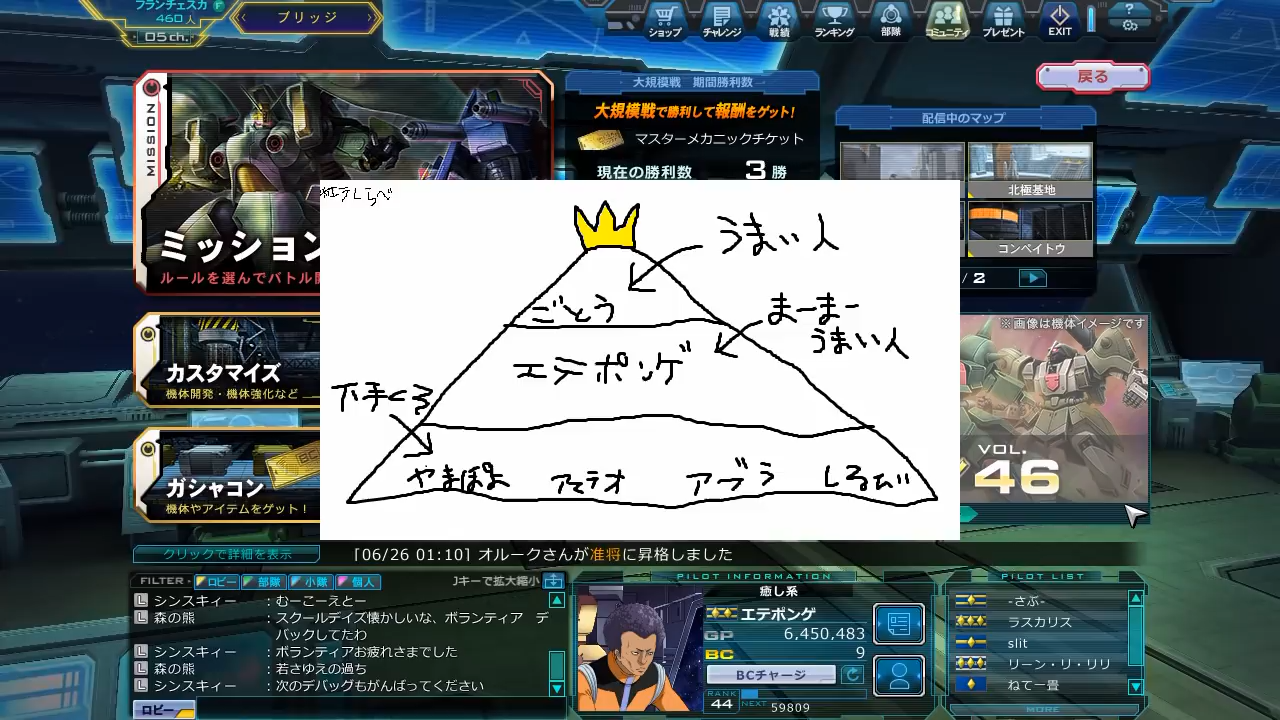 フランチェスカ F
460人
05ch.
ブリッジ
ショップ
チャレンジ
戦績
ランキング
部隊
コミュニティ
プレゼント
EXIT
?
戻る
MISSION
ミッション
ルールを選んでバトル
大規模戦 期間勝利数
大規模戦で勝利して報酬をゲット!
マスターメカニックチケット
現在の勝利数 3 勝
配信中のマップ
北極基地
コンペイトウ
/ 2
うまい人
ごとう
まーまー
うまい人
エテポンゲ
下手くそ
やまぽよ アマテオ アブラ しるび
カスタマイズ
機体開発・機体強化など
ガシャコン
機体やアイテムをゲット!
※画像は機体イメージです
VOL.
46
クリックで詳細を表示
[06/26 01:10] オルークさんが准将に昇格しました
FILTER
ロビー
部隊
小隊
個人
Jキーで拡大縮小
L シンスキィー :むーこーえとー
L 森の熊 :スクールデイズ懐かしいな、ボランティア デ
バックしてたわ
L シンスキィー :ボランティアお疲れさまでした
L 森の熊 :若さゆえの過ち
L シンスキィー :次のデバッグもがんばってください
ロビー
PILOT INFORMATION
癒し系
エテポンゲ
GP 6,450,483
BC 9
BCチャージ
RANK
44
NEXT 59809
PILOT LIST
-さぶ-
ラスカリス
slit
リーン・リ・リリ
ねてー畳
MORE